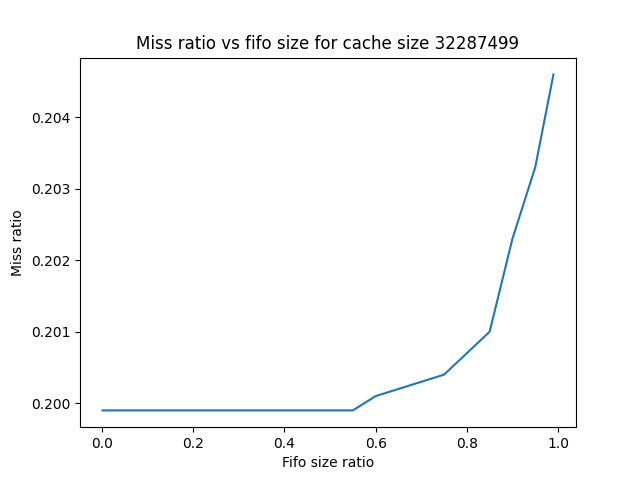 Miss ratio vs fifo size for cache size 32287499
0.204
0.203
0.202
0.201
0.200
Miss ratio
0.0 0.2 0.4 0.6 0.8 1.0
Fifo size ratio